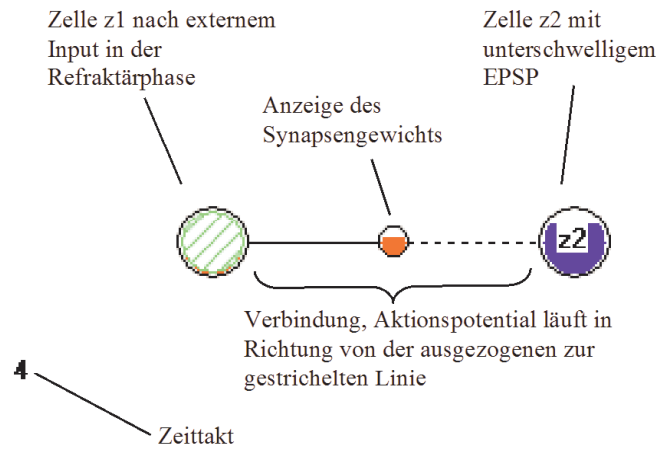 Zelle z1 nach externem
Input in der
Refraktärphase
Zelle z2 mit
unterschwelligem
EPSP
Anzeige des
Synapsengewichts
z2
Verbindung, Aktionspotential läuft in
Richtung von der ausgezogenen zur
gestrichelten Linie
4
Zeittakt